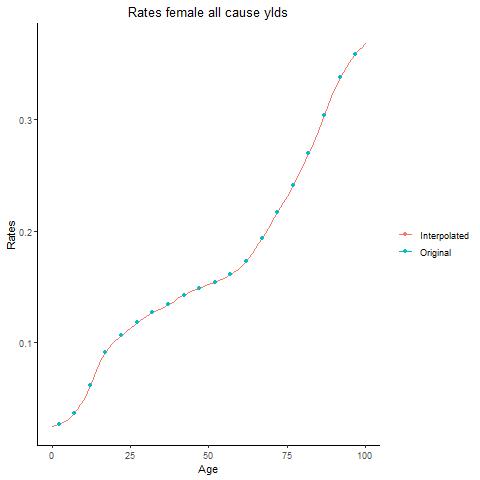 Rates female all cause ylds
0.3
0.2
0.1
Rates
0
25
50
75
100
Age
Interpolated
Original